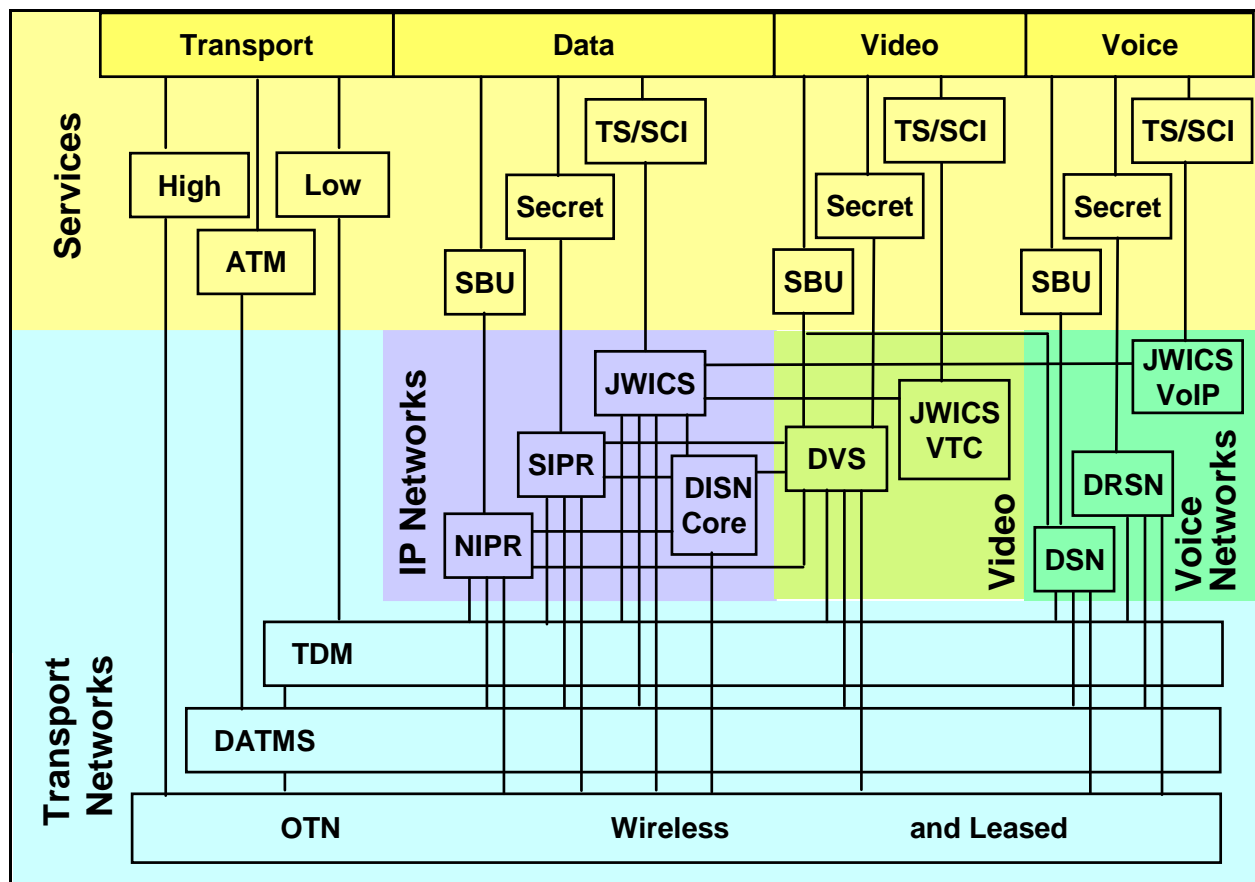 Transport
Data
Video
Voice
Services
TS/SCI
TS/SCI
TS/SCI
High
Low
Secret
Secret
Secret
ATM
SBU
SBU
SBU
IP Networks
JWICS
JWICS
VoIP
JWICS
VTC
SIPR
DVS
DRSN
DISN
Core
NIPR
Video
DSN
Voice
Networks
Transport
Networks
TDM
DATMS
OTN
Wireless
and Leased